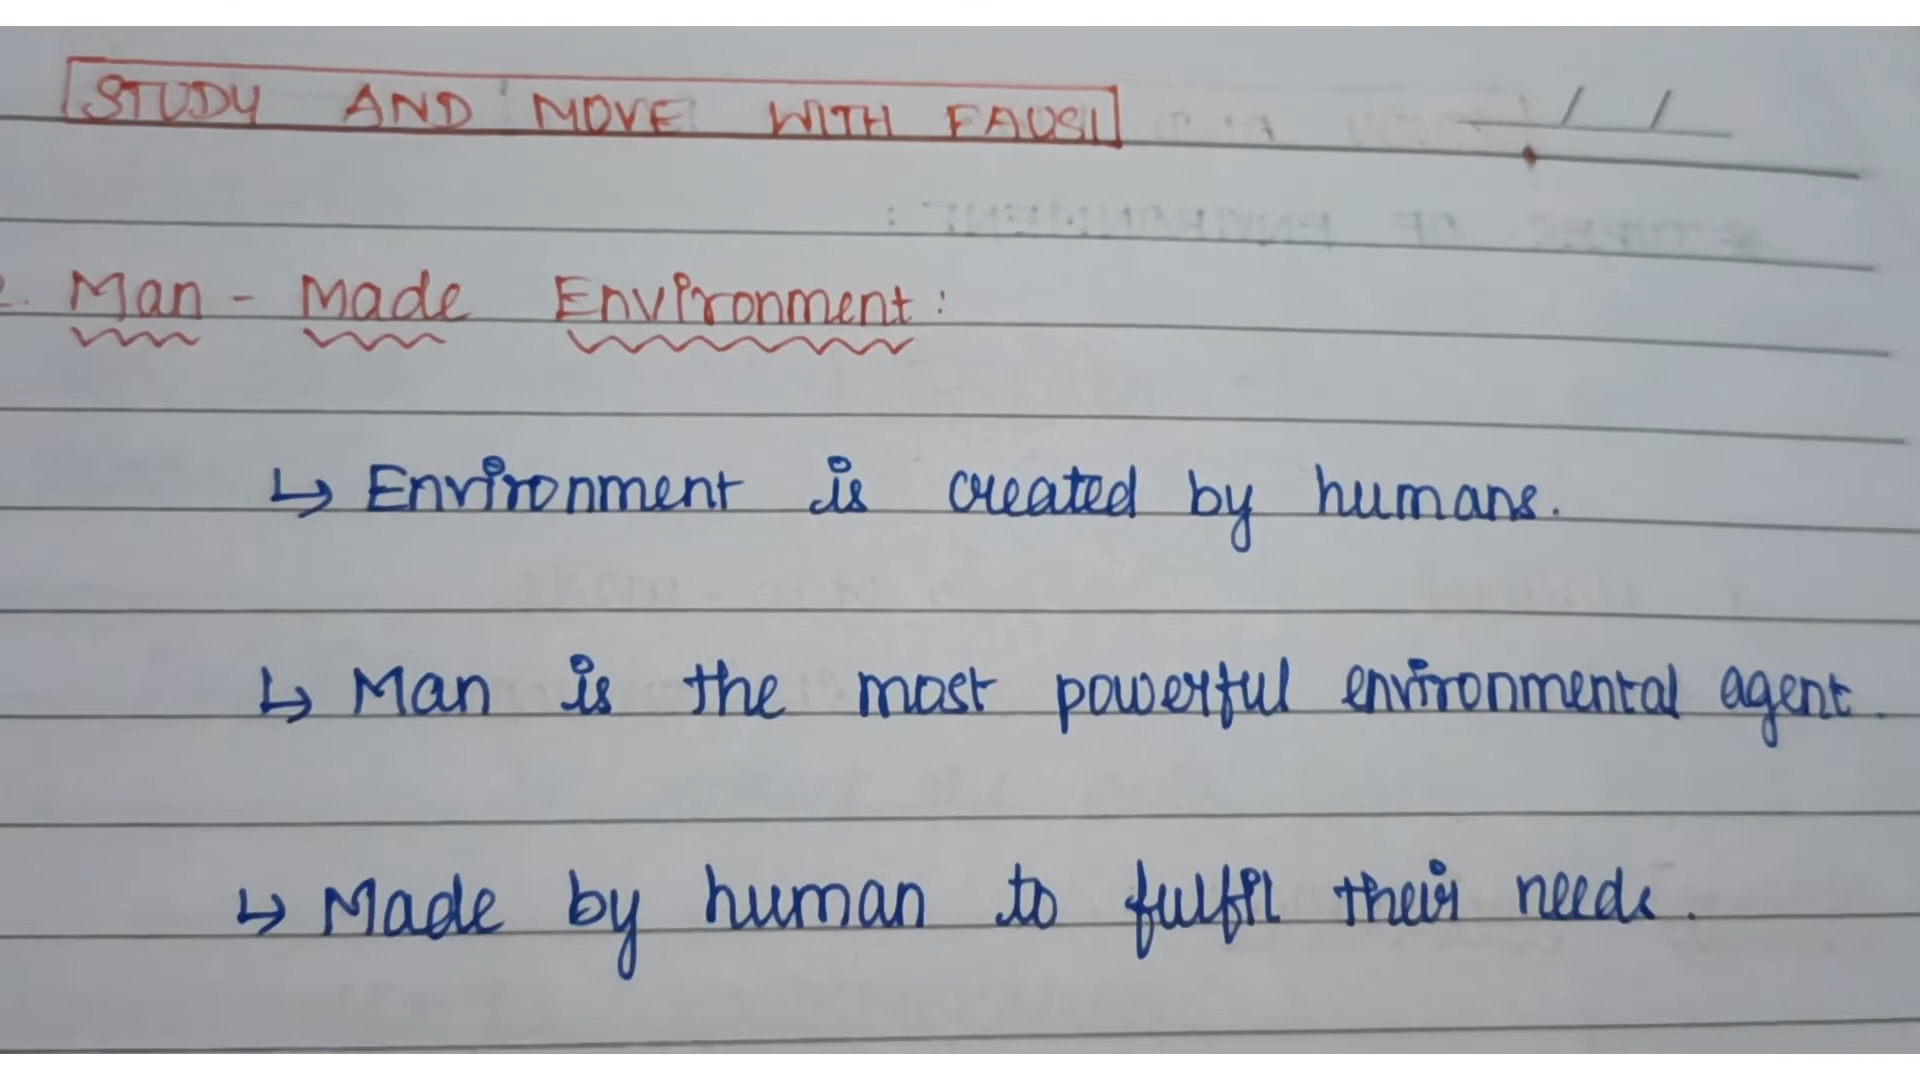 STUDY AND MOVE WITH FAUSI
2. Man - Made Environment:
↳ Environment is created by humans.
↳ Man is the most powerful environmental agent.
↳ Made by human to fulfil their needs.